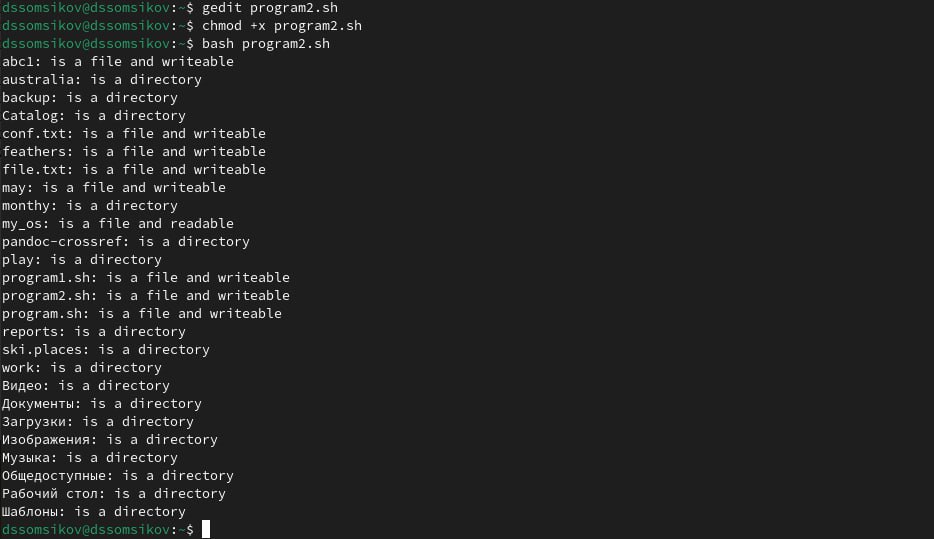 dssomsikov@dssomsikov:~$ gedit program2.sh
dssomsikov@dssomsikov:~$ chmod +x program2.sh
dssomsikov@dssomsikov:~$ bash program2.sh
abc1: is a file and writeable
australia: is a directory
backup: is a directory
Catalog: is a directory
conf.txt: is a file and writeable
feathers: is a file and writeable
file.txt: is a file and writeable
may: is a file and writeable
monthy: is a directory
my_os: is a file and readable
pandoc-crossref: is a directory
play: is a directory
program1.sh: is a file and writeable
program2.sh: is a file and writeable
program.sh: is a file and writeable
reports: is a directory
ski.places: is a directory
work: is a directory
Видео: is a directory
Документы: is a directory
Загрузки: is a directory
Изображения: is a directory
Музыка: is a directory
Общедоступные: is a directory
Рабочий стол: is a directory
Шаблоны: is a directory
dssomsikov@dssomsikov:~$